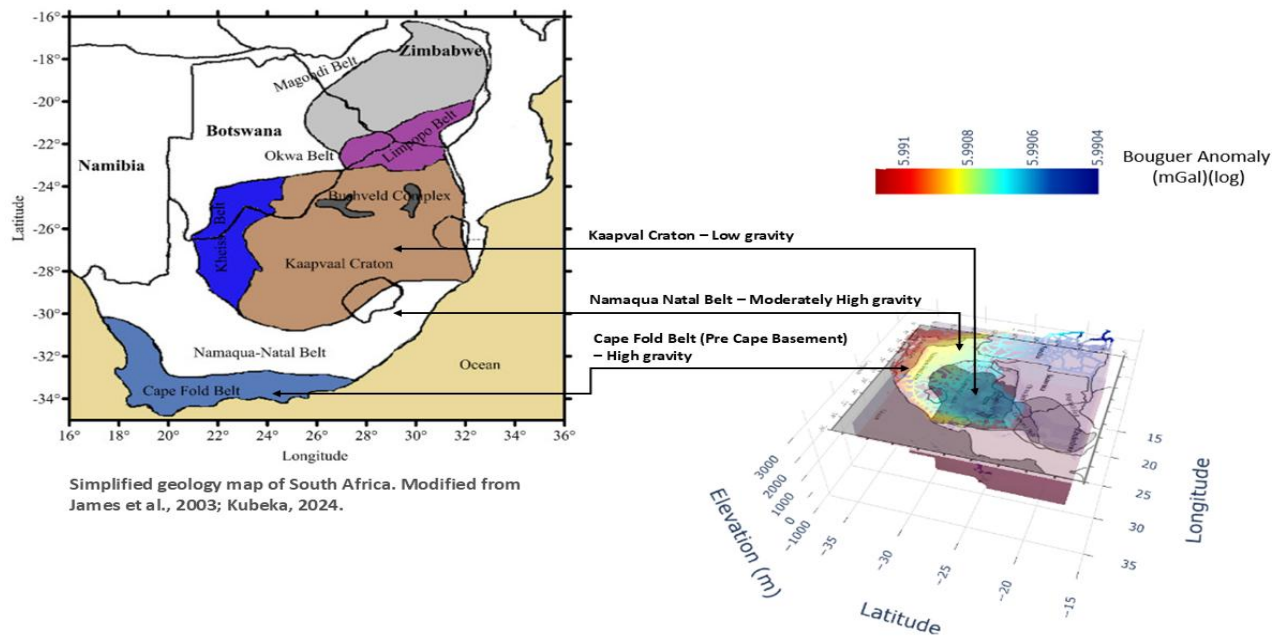 -16°
-18°
-20°
-22°
-24°
-26°
-28°
-30°
-32°
-34°
Latitude
Zimbabwe
Magondi Belt
Botswana
Limpopo Belt
Okwa Belt
Namibia
Bushveld Complex
Kheiss Belt
Kaapvaal Craton
Namaqua-Natal Belt
Ocean
Cape Fold Belt
16° 18° 20° 22° 24° 26° 28° 30° 32° 34° 36°
Longitude
Simplified geology map of South Africa. Modified from
James et al., 2003; Kubeka, 2024.
Kaapval Craton – Low gravity
Namaqua Natal Belt – Moderately High gravity
Cape Fold Belt (Pre Cape Basement)
– High gravity
5.991 5.9908 5.9906 5.9904
Bouguer Anomaly
(mGal)(log)
3000
2000
1000
0
−1000
Elevation (m)
−35
−30
−25
−20
−15
Latitude
15
20
25
30
35
Longitude